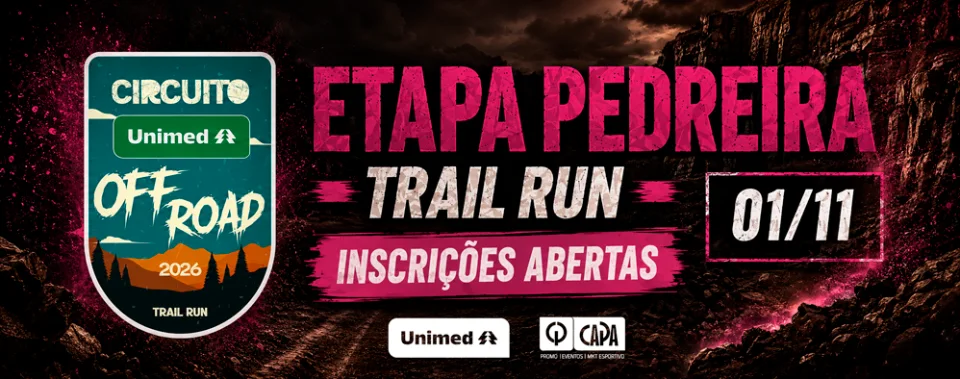 CIRCUITO
Unimed
OFF ROAD
2026
TRAIL RUN
ETAPA PEDREIRA
TRAIL RUN
01/11
INSCRIÇÕES ABERTAS
Unimed
CAPA
PROMO | EVENTOS | MKT ESPORTIVO